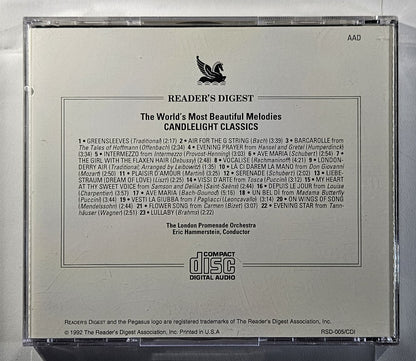 AAD
READER'S DIGEST
The World's Most Beautiful Melodies
CANDLELIGHT CLASSICS
1 • GREENSLEEVES (Traditional) (2:17) 2 • AIR FOR THE G STRING (Bach) (3:39) 3 • BARCAROLLE from
The Tales of Hoffmann (Offenbach) (2:34) 4 • EVENING PRAYER from Hansel and Gretel (Humperdinck)
(3:34) 5 • INTERMEZZO from Intermezzo (Provost-Henning) (3:03) 6 • AVE MARIA (Schubert) (2:54) 7 •
THE GIRL WITH THE FLAXEN HAIR (Debussy) (2:48) 8 • VOCALISE (Rachmaninoff) (4:21) 9 • LONDON-
DERRY AIR (Traditional; Arranged by Leibowitz) (1:35) 10 • LÀ CI DAREM LA MANO from Don Giovanni
(Mozart) (2:50) 11 • PLAISIR D'AMOUR (Martini) (3:25) 12 • SERENADE (Schubert) (2:02) 13 • LIEBE-
STRAUM (DREAM OF LOVE) (Liszt) (2:25) 14 • VISSI D'ARTE from Tosca (Puccini) (3:12) 15 • MY HEART
AT THY SWEET VOICE from Samson and Delilah (Saint-Saëns) (2:44) 16 • DEPUIS LE JOUR from Louise
(Charpentier) (3:57) 17 • AVE MARIA (Bach-Gounod) (5:16) 18 • UN BEL DÌ from Madama Butterfly
(Puccini) (3:44) 19 • VESTI LA GIUBBA from I Pagliacci (Leoncavallo) (3:14) 20 • ON WINGS OF SONG
(Mendelssohn) (2:44) 21 • FLOWER SONG from Carmen (Bizet) (3:27) 22 • EVENING STAR from Tann-
häuser (Wagner) (2:51) 23 • LULLABY (Brahms) (2:22)
The London Promenade Orchestra
Eric Hammerstein, Conductor
COMPACT
disc
DIGITAL AUDIO
READER'S DIGEST and the Pegasus logo are registered trademarks of The Reader's Digest Association, Inc.
© 1992 The Reader's Digest Association, Inc. Printed in U.S.A
RSD-005/CDI